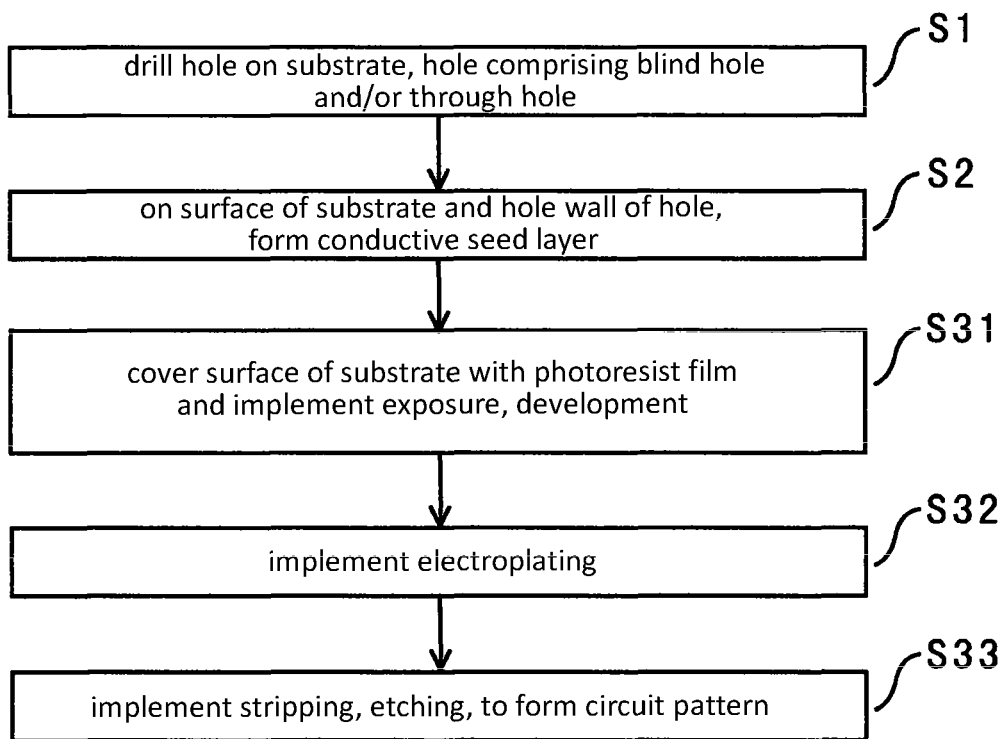 S1
drill hole on substrate, hole comprising blind hole
and/or through hole
S2
on surface of substrate and hole wall of hole,
form conductive seed layer
S31
cover surface of substrate with photoresist film
and implement exposure, development
S32
implement electroplating
S33
implement stripping, etching, to form circuit pattern